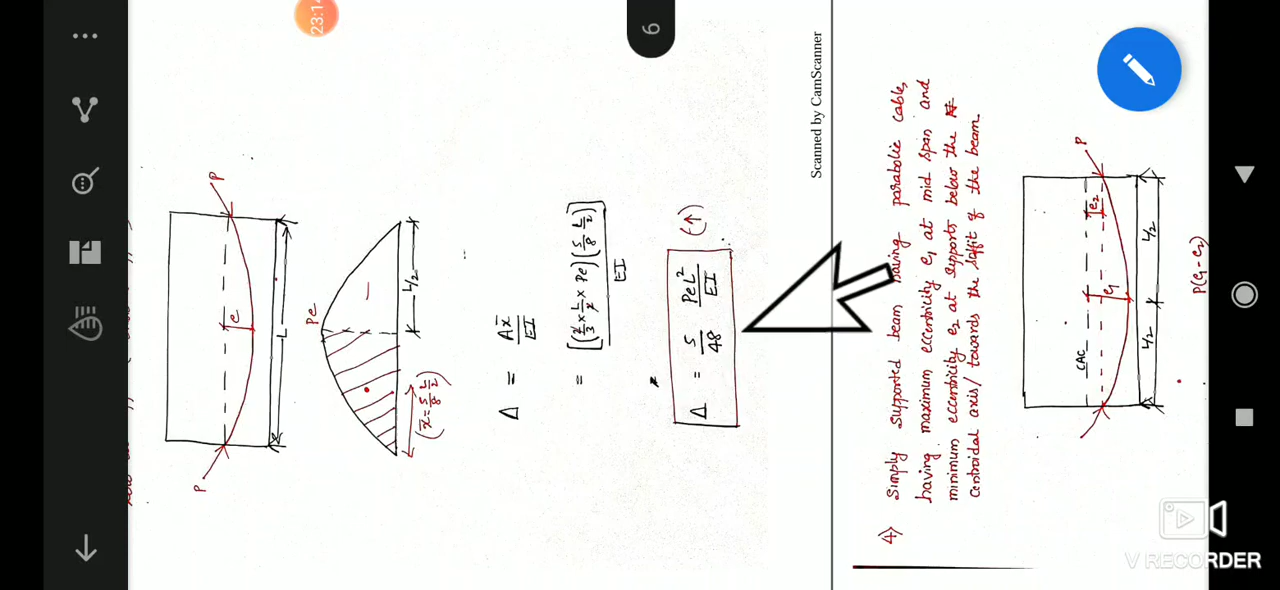 23:14
6
P
P
e
L
Pe
L/2
(x̄ = 5/8 L/2)
Δ = Ax̄/EI
= [(2/3 × L/2 × Pe)(5/8 L/2)]/EI
Δ = 5/48 PeL²/EI (↑)
Scanned by CamScanner
4) Simply supported beam having parabolic cable,
having maximum eccentricity e₁ at mid span and
minimum eccentricity e₂ at supports below the
centroidal axis/ towards the soffit of the beam.
P
CAC
e₁
e₂
L/2
L/2
P(e₁-e₂)
V RECORDER